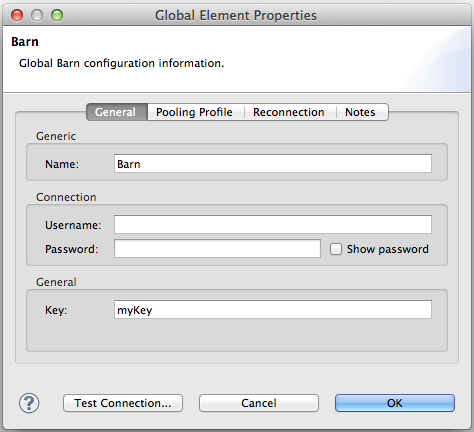 Global Element Properties
Barn
Global Barn configuration information.
General Pooling Profile Reconnection Notes
Generic
Name: Barn
Connection
Username:
Password: Show password
General
Key: myKey
? Test Connection... Cancel OK